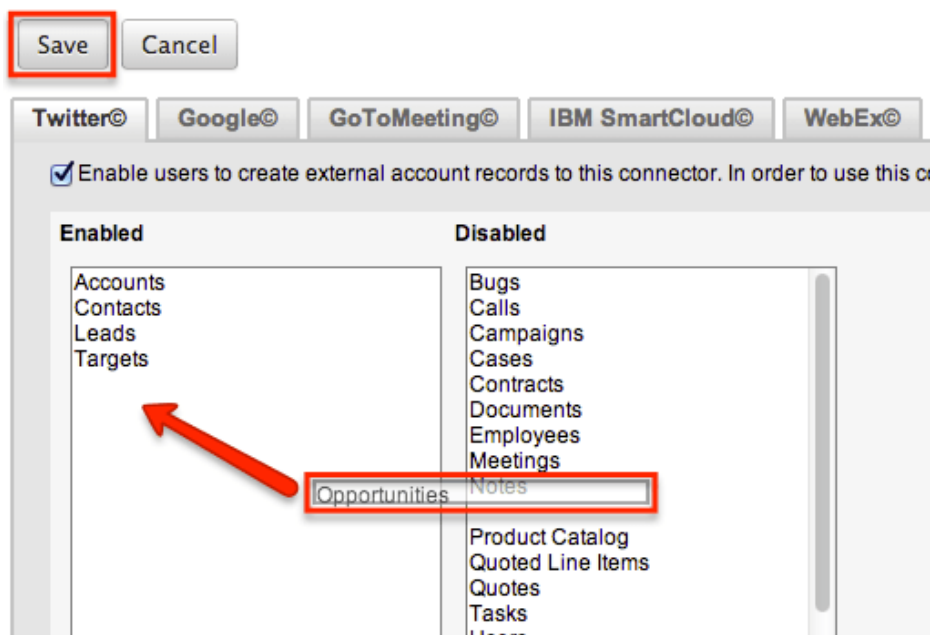 Save Cancel
Twitter© Google© GoToMeeting© IBM SmartCloud© WebEx©
Enable users to create external account records to this connector. In order to use this
Enabled Disabled
Accounts
Contacts
Leads
Targets
Bugs
Calls
Campaigns
Cases
Contracts
Documents
Employees
Meetings
Notes
Opportunities
Product Catalog
Quoted Line Items
Quotes
Tasks